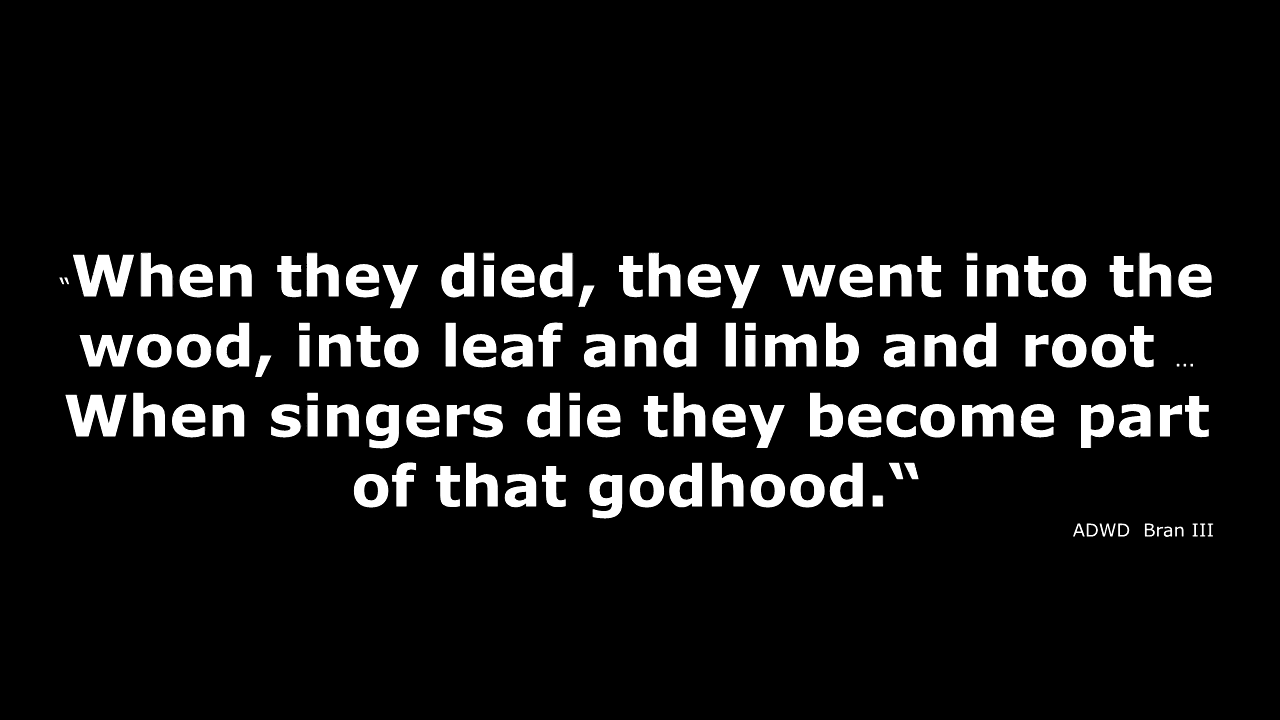 “When they died, they went into the
wood, into leaf and limb and root ...
When singers die they become part
of that godhood.“
ADWD Bran III